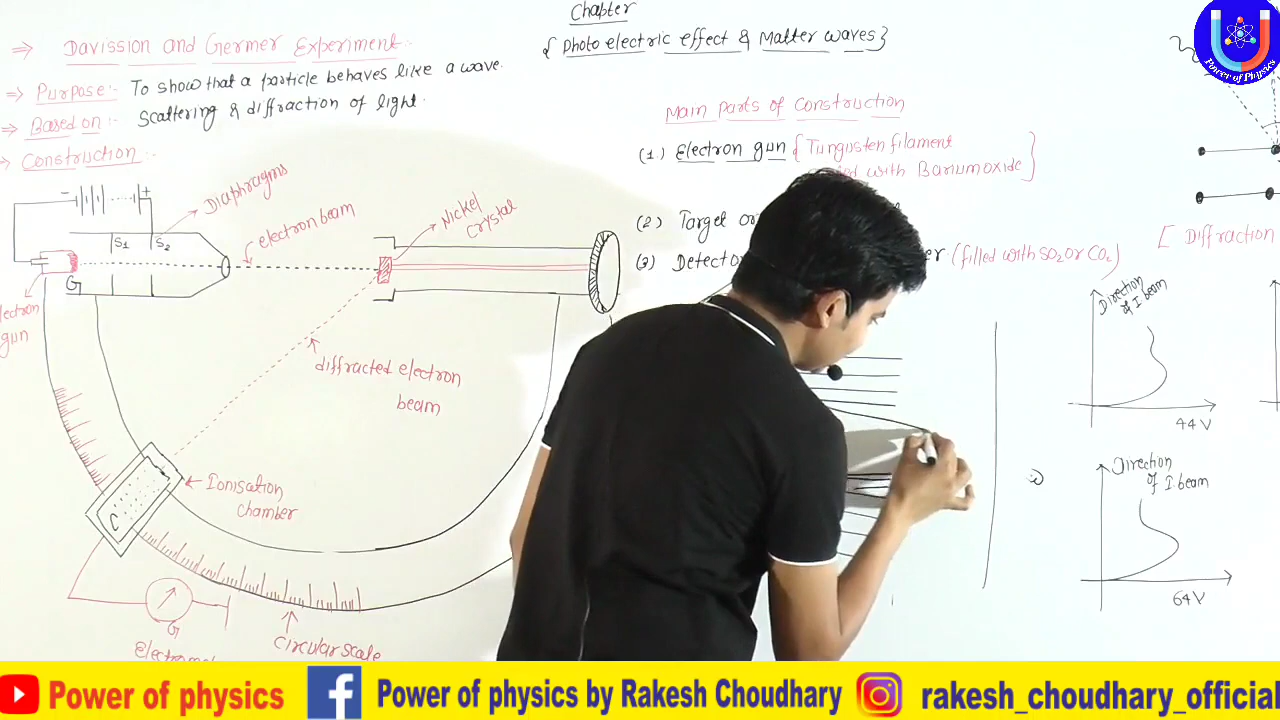 Chapter
{ Photo electric effect & Matter waves }
⇒ Davission and Germer Experiment:-
⇒ Purpose:- To show that a particle behaves like a wave.
⇒ Based on:- Scattering & diffraction of light.
⇒ Construction:-
- +
S1 S2
Diaphragms
electron beam
Nickel
Crystal
G
gun
diffracted electron
beam
Ionisation
chamber
C
G
Circular scale
Main parts of construction
(1) Electron gun { Tungusten filament
with Bariumoxide }
(2) Target
(3) Detector
(filled with SO2 or CO2)
[ Diffraction
Direction
of I beam
44 V
Direction
of I beam
64 V
Power of Physics
Power of physics
Power of physics by Rakesh Choudhary
rakesh_choudhary_official